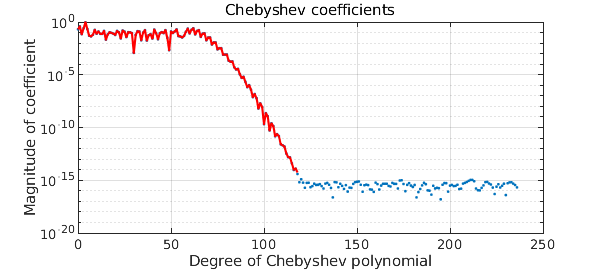 Chebyshev coefficients
Magnitude of coefficient
10^0
10^-5
10^-10
10^-15
10^-20
0 50 100 150 200 250
Degree of Chebyshev polynomial